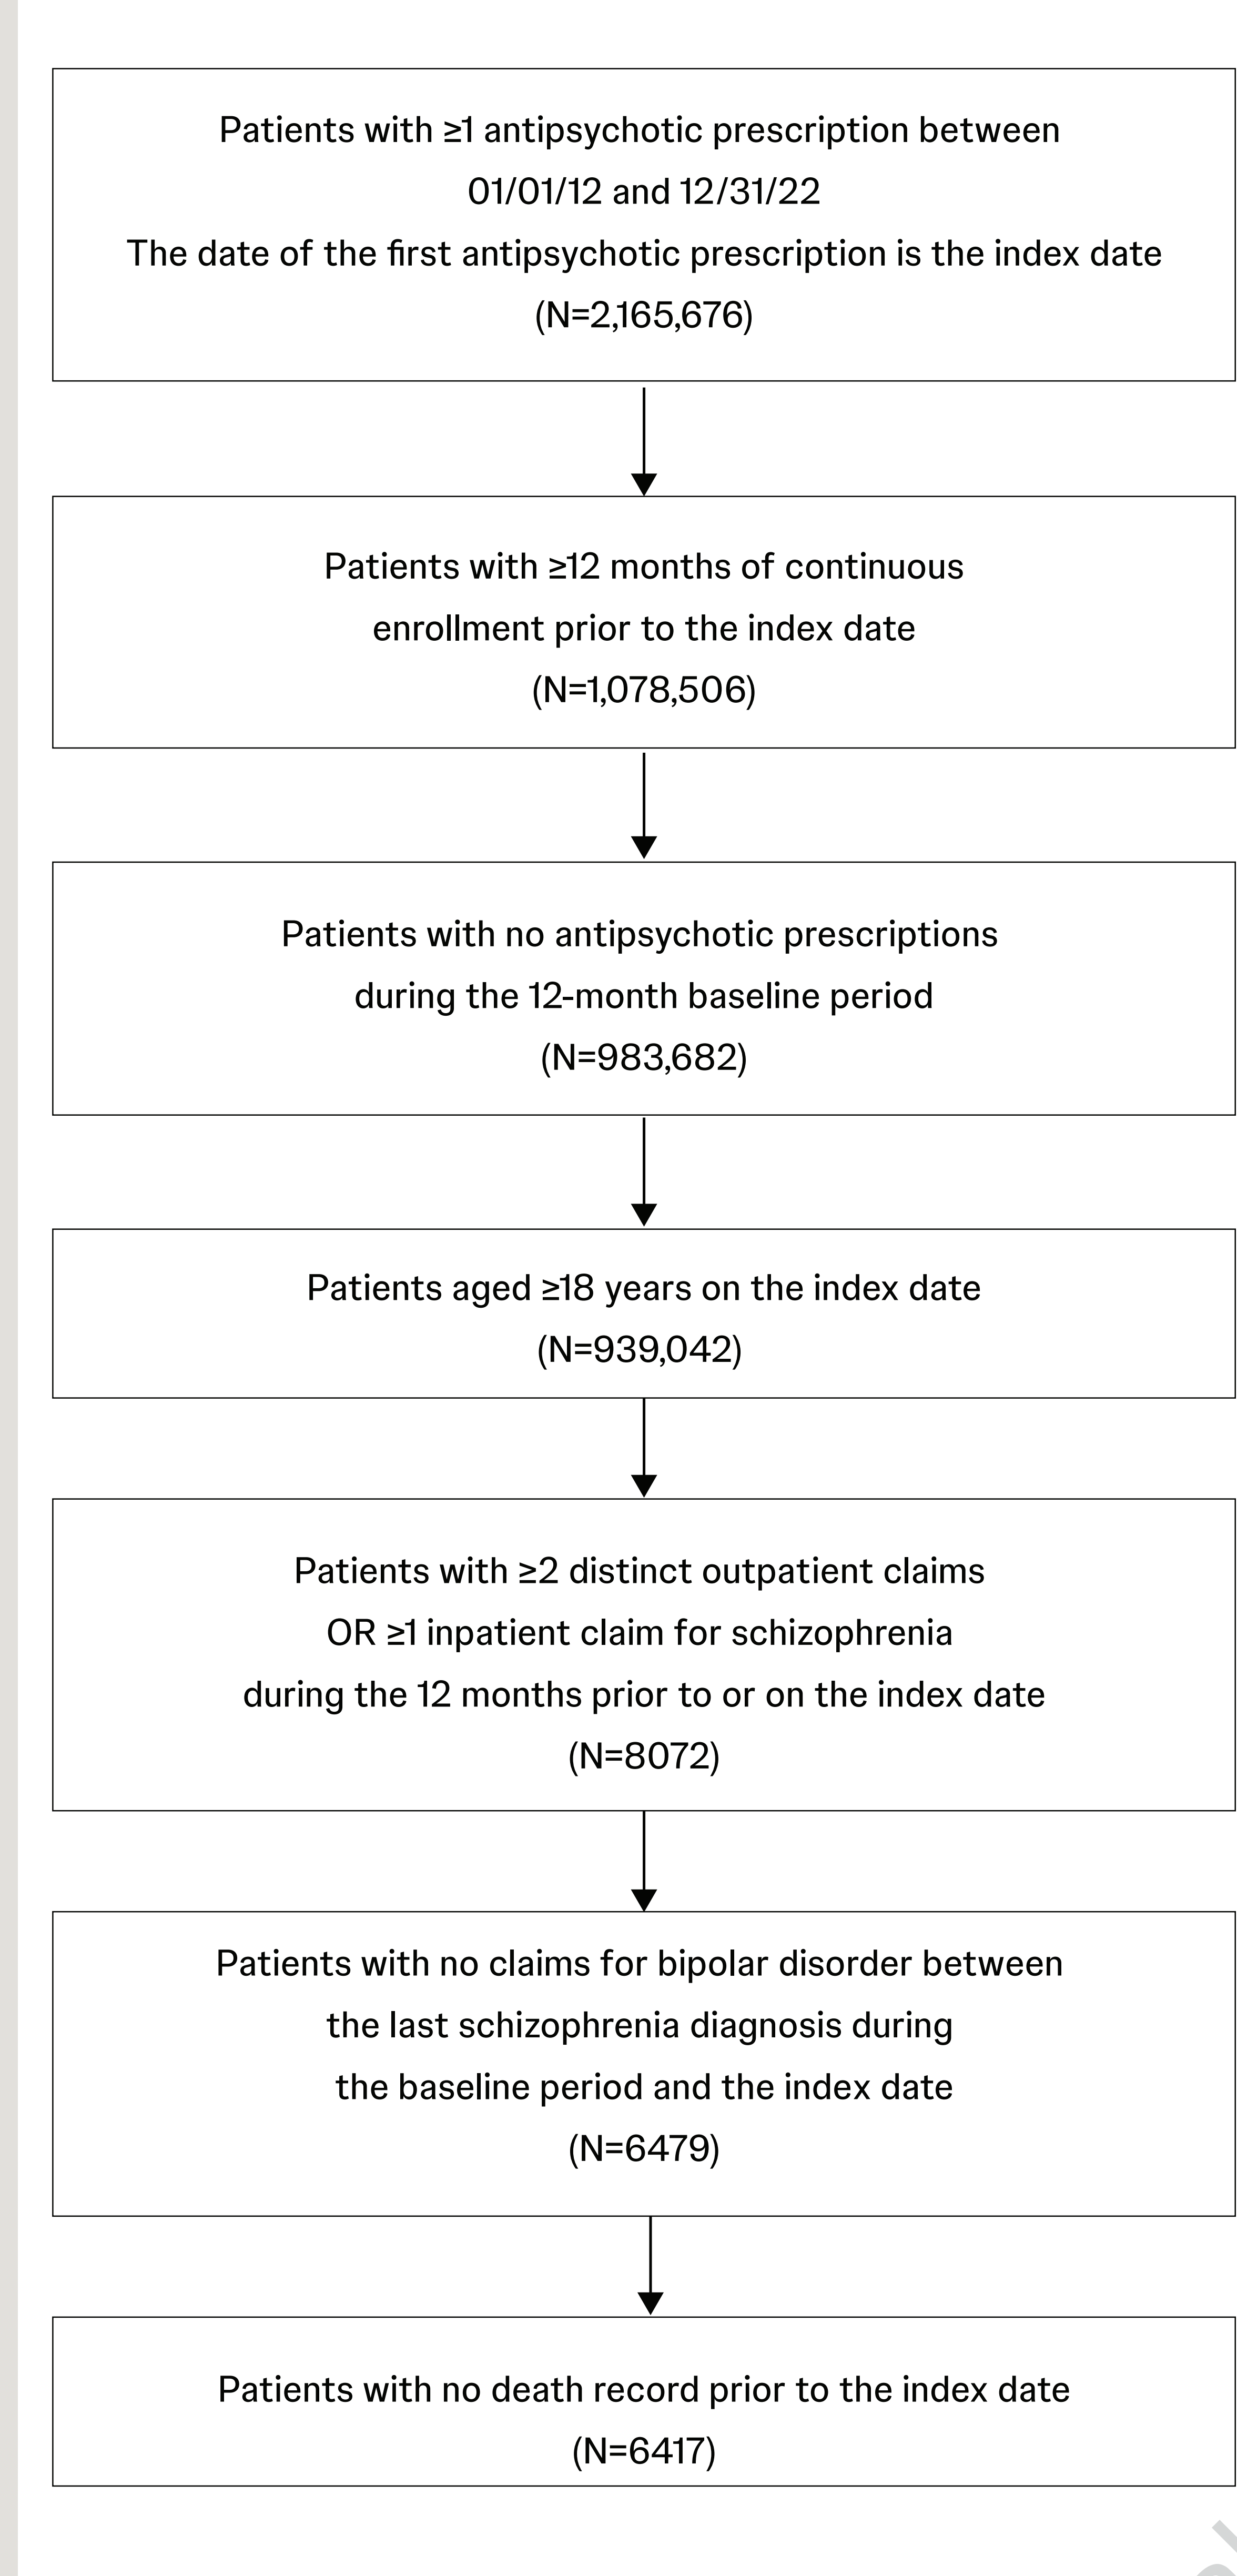 Patients with ≥1 antipsychotic prescription between
01/01/12 and 12/31/22
The date of the first antipsychotic prescription is the index date
(N=2,165,676)
Patients with ≥12 months of continuous
enrollment prior to the index date
(N=1,078,506)
Patients with no antipsychotic prescriptions
during the 12-month baseline period
(N=983,682)
Patients aged ≥18 years on the index date
(N=939,042)
Patients with ≥2 distinct outpatient claims
OR ≥1 inpatient claim for schizophrenia
during the 12 months prior to or on the index date
(N=8072)
Patients with no claims for bipolar disorder between
the last schizophrenia diagnosis during
the baseline period and the index date
(N=6479)
Patients with no death record prior to the index date
(N=6417)